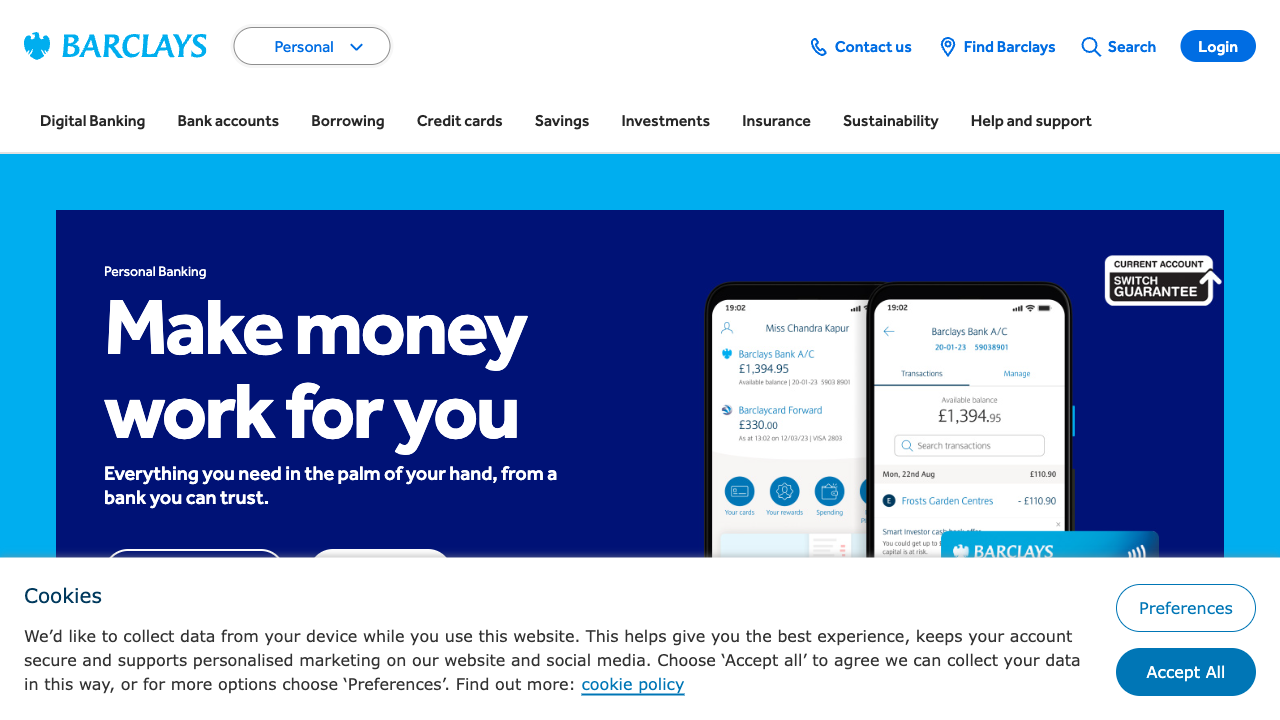 BARCLAYS
Personal
Contact us
Find Barclays
Search
Login
Digital Banking
Bank accounts
Borrowing
Credit cards
Savings
Investments
Insurance
Sustainability
Help and support
Personal Banking
Make money
work for you
Everything you need in the palm of your hand, from a
bank you can trust.
CURRENT ACCOUNT
SWITCH
GUARANTEE
19:02
Miss Chandra Kapur
Barclays Bank A/C
£1,394.95
Available balance | 20-01-23 5903 8901
Barclaycard Forward
£330.00
As at 13:02 on 12/03/23 | VISA 2803
Your cards
Your rewards
Spending
19:02
Barclays Bank A/C
20-01-23 59038901
Transactions
Manage
Available balance
£1,394.95
Search transactions
Mon, 22nd Aug
£110.90
E
Frosts Garden Centres
- £110.90
Smart Investor cash back offer
You could get up to
capital is at risk.
BARCLAYS
Cookies
We’d like to collect data from your device while you use this website. This helps give you the best experience, keeps your account
secure and supports personalised marketing on our website and social media. Choose ‘Accept all’ to agree we can collect your data
in this way, or for more options choose ‘Preferences’. Find out more: cookie policy
Preferences
Accept All